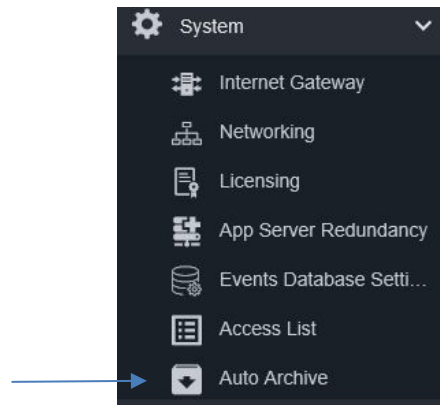 System
Internet Gateway
Networking
Licensing
App Server Redundancy
Events Database Setti...
Access List
Auto Archive